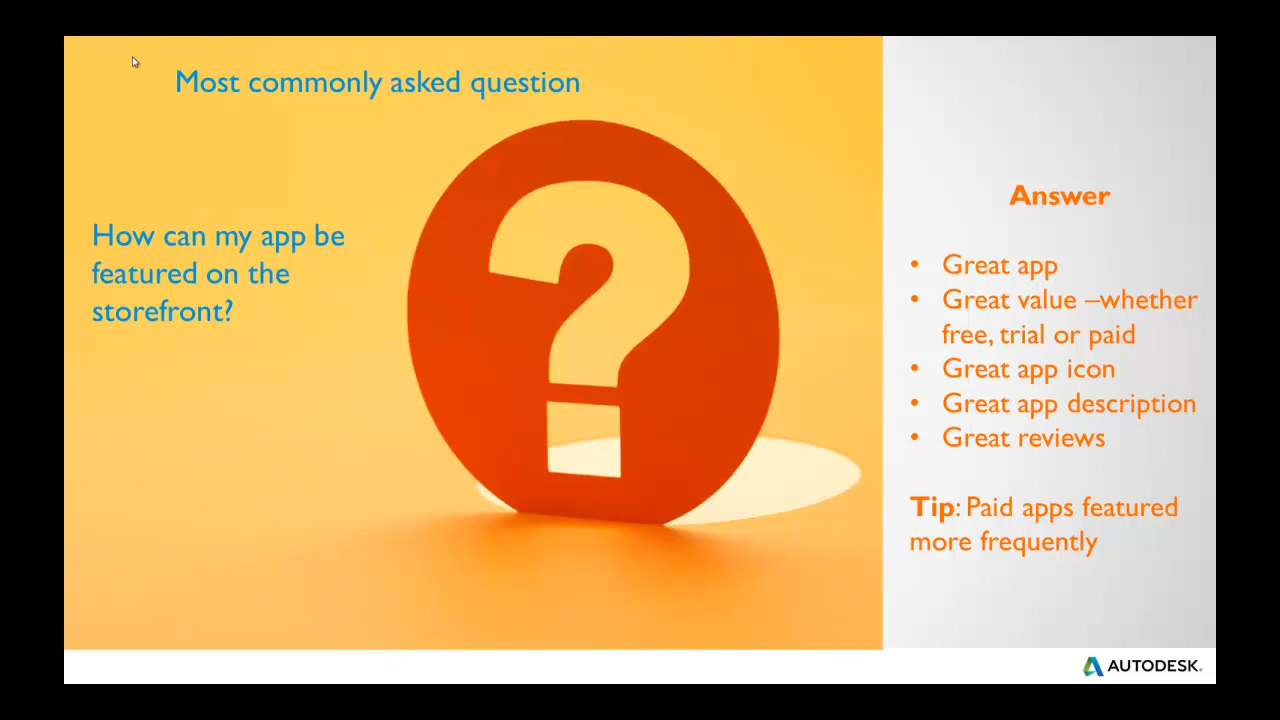 Most commonly asked question
How can my app be
featured on the
storefront?
?
Answer
• Great app
• Great value –whether
free, trial or paid
• Great app icon
• Great app description
• Great reviews
Tip: Paid apps featured
more frequently
AUTODESK.